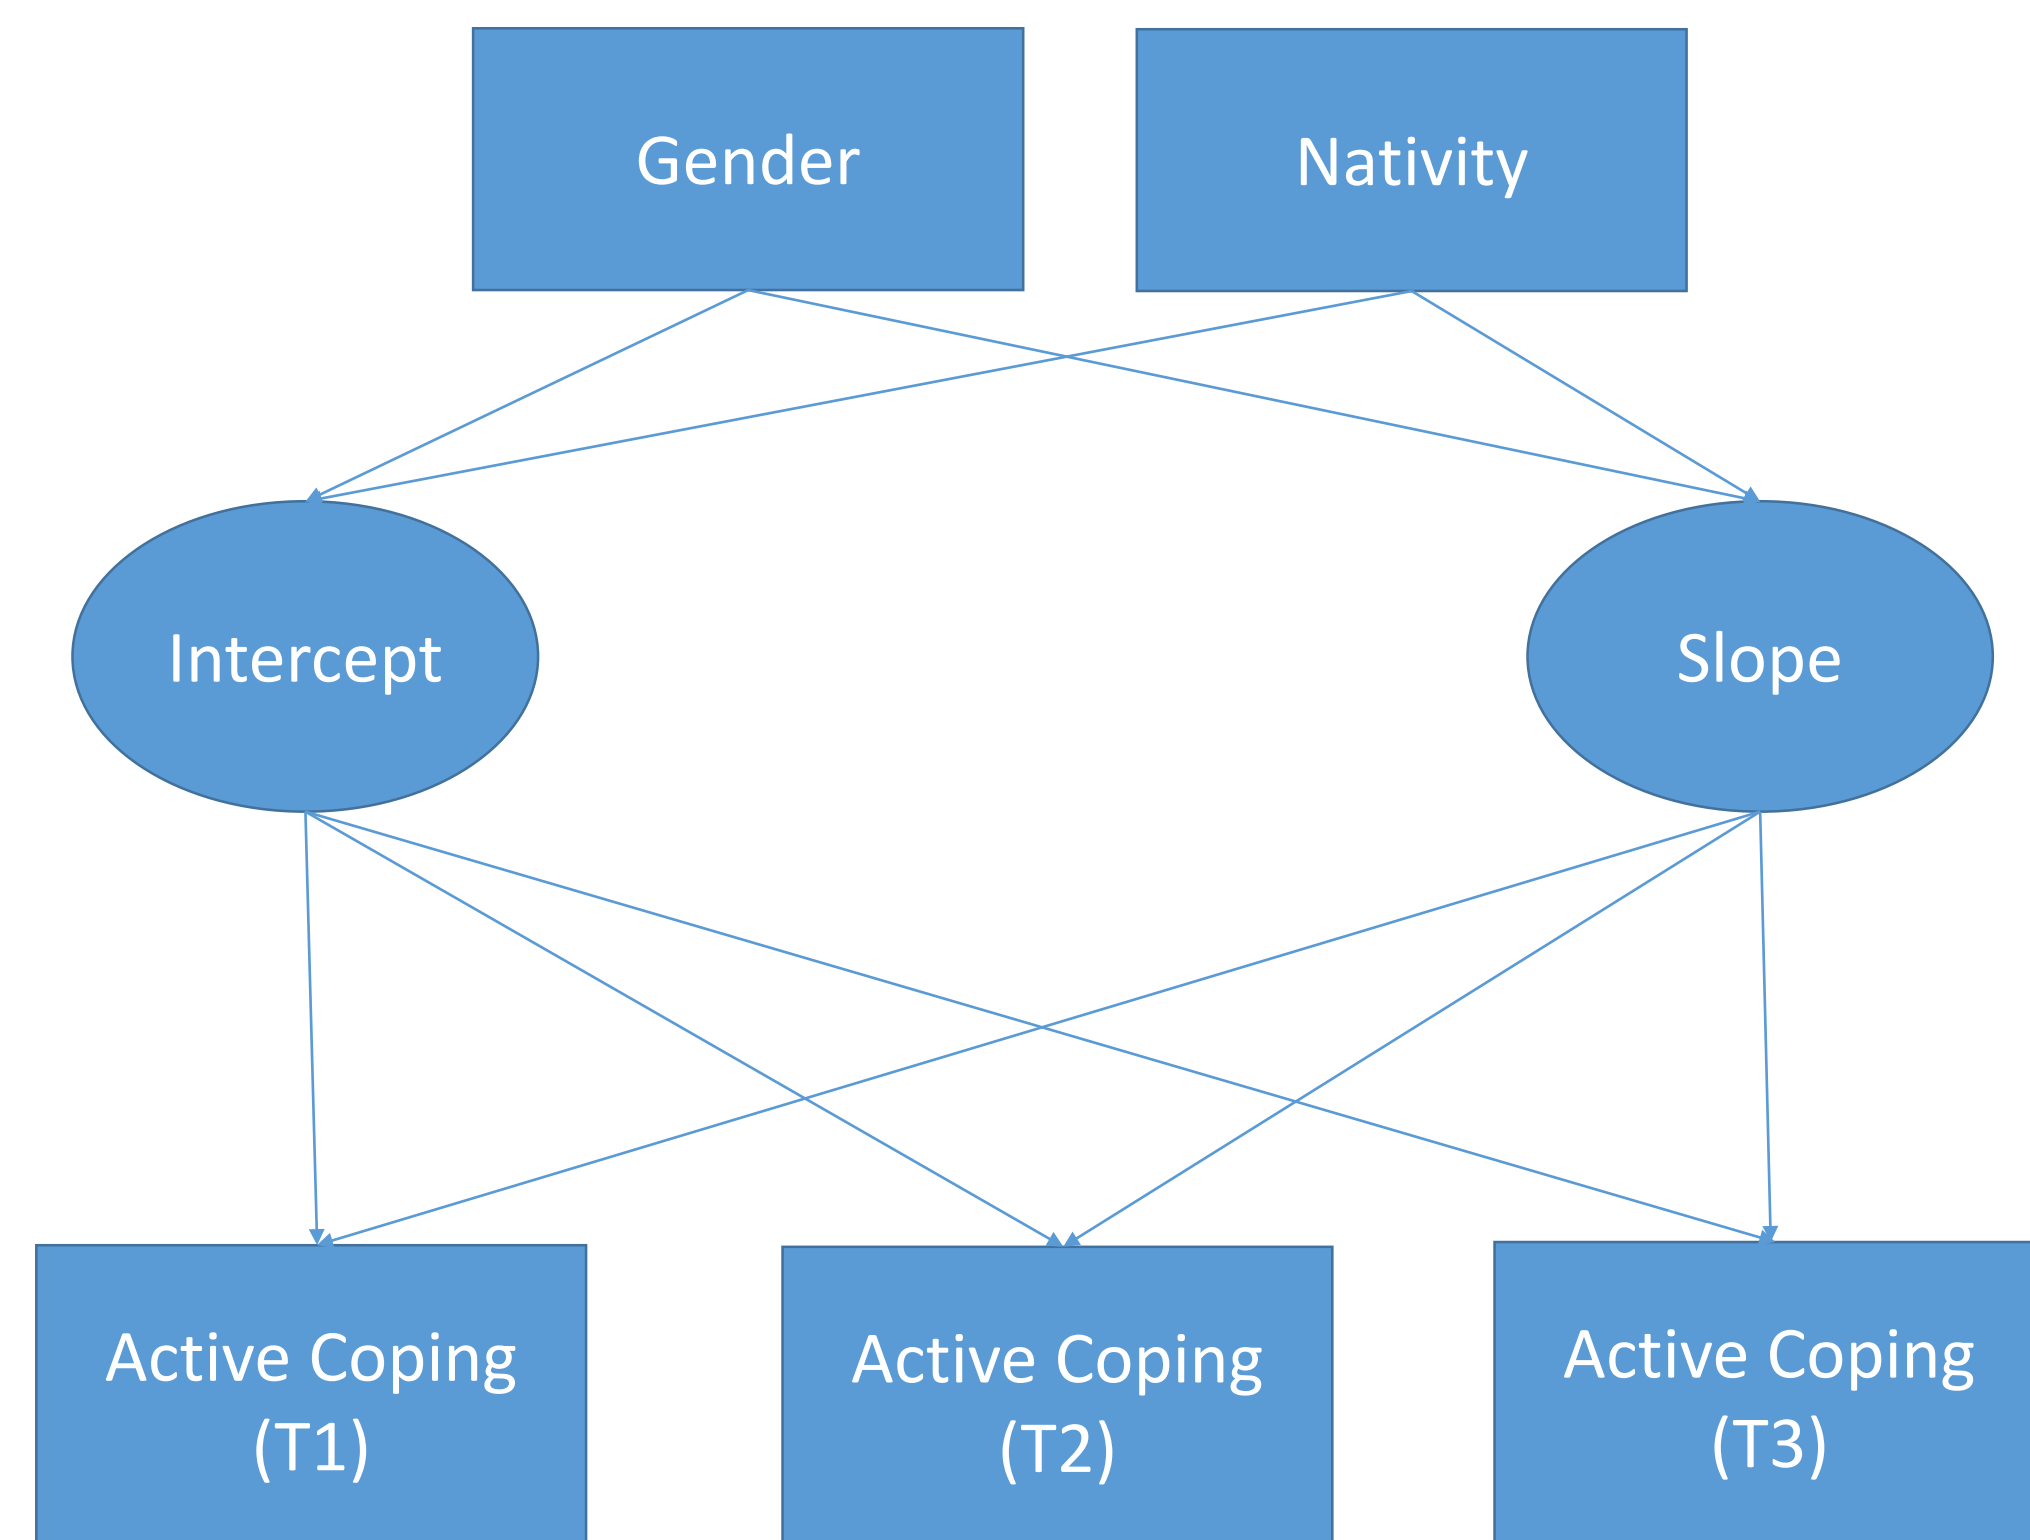 Gender
Nativity
Intercept
Slope
Active Coping
(T1)
Active Coping
(T2)
Active Coping
(T3)